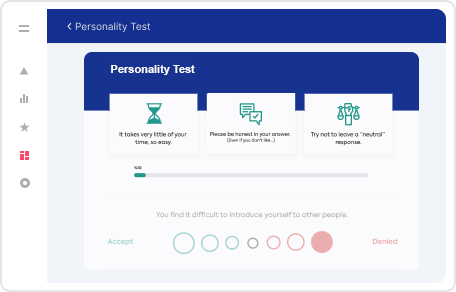 Personality Test
Personality Test
It takes very little of your
time, so easy.
Please be honest in your answer.
(Even if you don't like...)
Try not to leave a "neutral"
response.
You find it difficult to introduce yourself to other people.
Accept
Denied